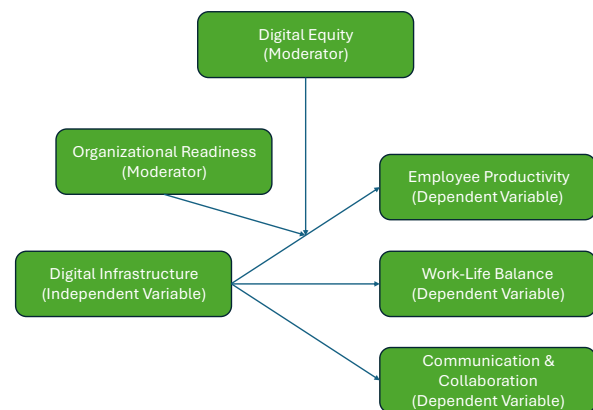 Digital Equity
(Moderator)
Organizational Readiness
(Moderator)
Employee Productivity
(Dependent Variable)
Digital Infrastructure
(Independent Variable)
Work-Life Balance
(Dependent Variable)
Communication &
Collaboration
(Dependent Variable)